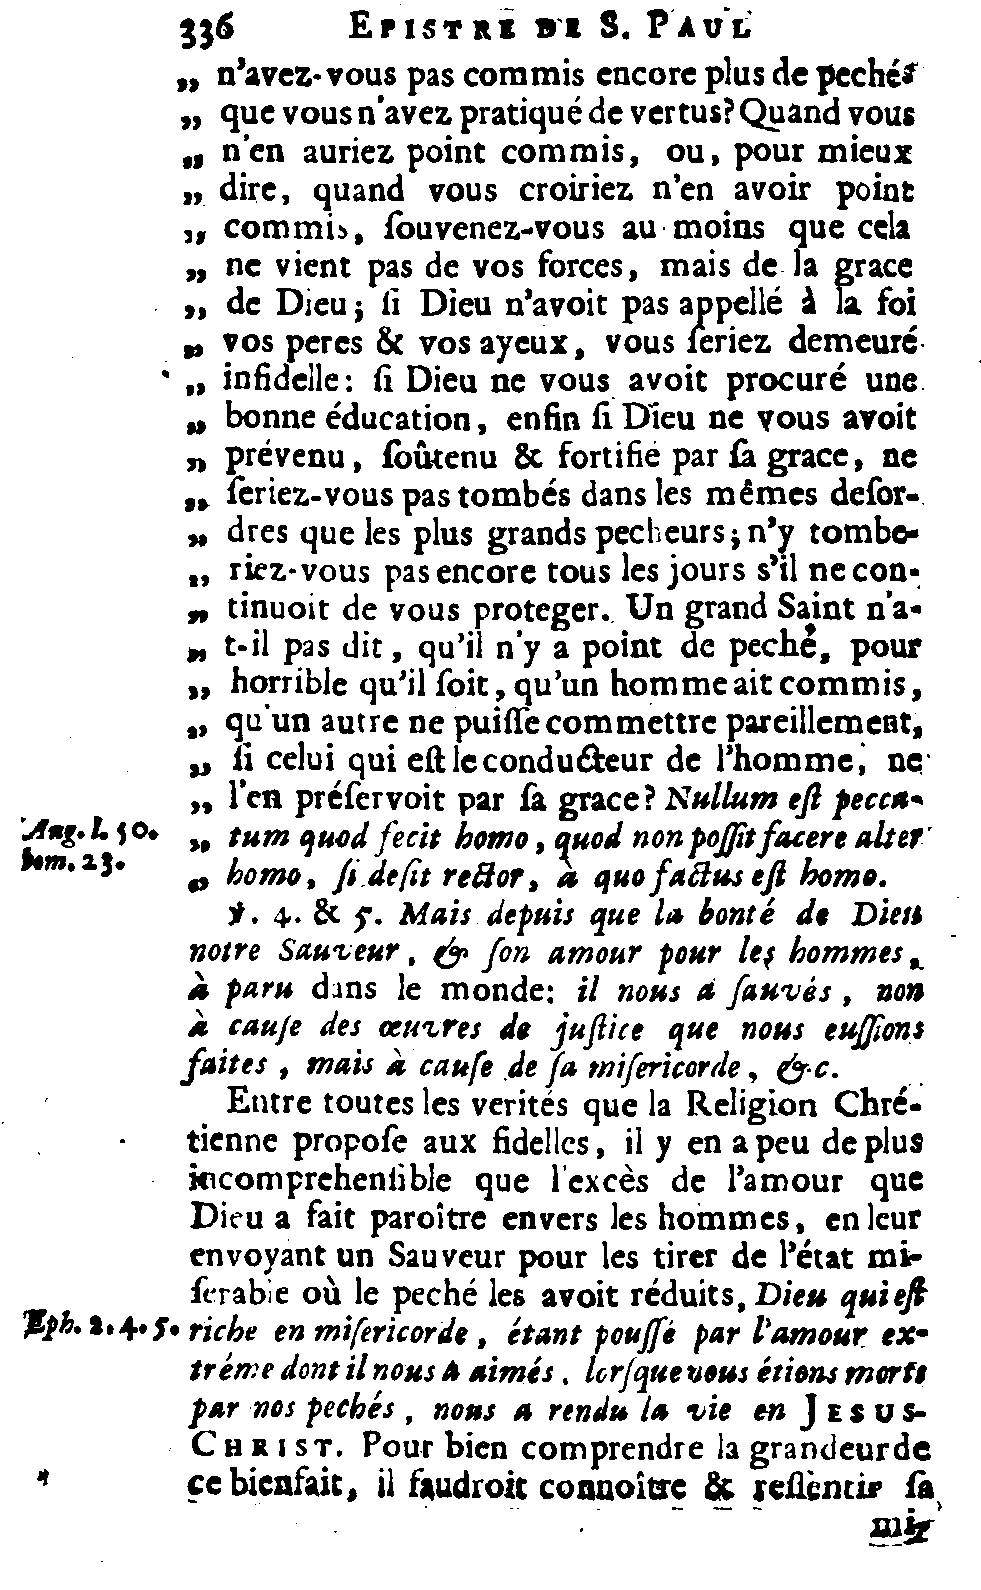 336 EPISTRE DE S. PAUL
„ n'avez-vous pas commis encore plus de pechés
„ que vous n'avez pratiqué de vertus? Quand vous
„ n'en auriez point commis, ou, pour mieux
„ dire, quand vous croiriez n'en avoir point
„ commis, ſouvenez-vous au moins que cela
„ ne vient pas de vos forces, mais de la grace
„ de Dieu; ſi Dieu n'avoit pas appellé à la foi
„ vos peres & vos ayeux, vous ſeriez demeuré
„ infidelle: ſi Dieu ne vous avoit procuré une
„ bonne éducation, enfin ſi Dieu ne vous avoit
„ prévenu, ſoûtenu & fortifié par ſa grace, ne
„ ſeriez-vous pas tombés dans les mêmes deſor-
„ dres que les plus grands pecheurs; n'y tombe-
„ riez-vous pas encore tous les jours s'il ne con-
„ tinuoit de vous proteger. Un grand Saint n'a-
„ t-il pas dit, qu'il n'y a point de peché, pour
„ horrible qu'il ſoit, qu'un homme ait commis,
„ qu'un autre ne puiſſe commettre pareillement,
„ ſi celui qui eſt le conducteur de l'homme, ne
„ l'en préſervoit par ſa grace? Nullum eſt pecca-
Aug. l. 50. „ tum quod fecit homo, quod non poſſit facere alter
hom. 23. „ homo, ſi deſit rector, à quo factus eſt homo.
℣. 4. & 5. Mais depuis que la bonté de Dieu
notre Sauveur, & ſon amour pour les hommes,
à paru dans le monde: il nous a ſauvés, non
à cauſe des œuvres de juſtice que nous euſſions
faites, mais à cauſe de ſa miſericorde, &c.
Entre toutes les verités que la Religion Chré-
tienne propoſe aux fidelles, il y en a peu de plus
incomprehenſible que l'excès de l'amour que
Dieu a fait paroître envers les hommes, en leur
envoyant un Sauveur pour les tirer de l'état mi-
ſerable où le peché les avoit réduits, Dieu qui eſt
Eph. 2. 4. 5. riche en miſericorde, étant pouſſé par l'amour ex-
tréme dont il nous a aimés, lorſque nous étions morts
par nos pechés, nous a rendu la vie en JESUS-
CHRIST. Pour bien comprendre la grandeur de
ce bienfait, il faudroit connoître & reſſentir ſa
miſ-